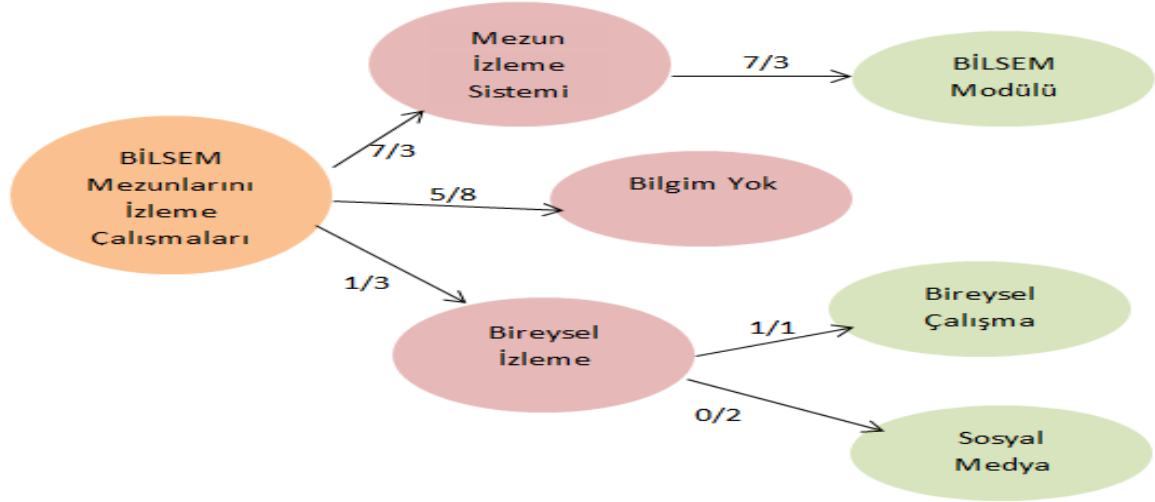 Mezun
İzleme
Sistemi
7/3
BİLSEM
Modülü
7/3
BİLSEM
Mezunlarını
İzleme
Çalışmaları
5/8
Bilgim Yok
1/3
Bireysel
İzleme
1/1
Bireysel
Çalışma
0/2
Sosyal
Medya